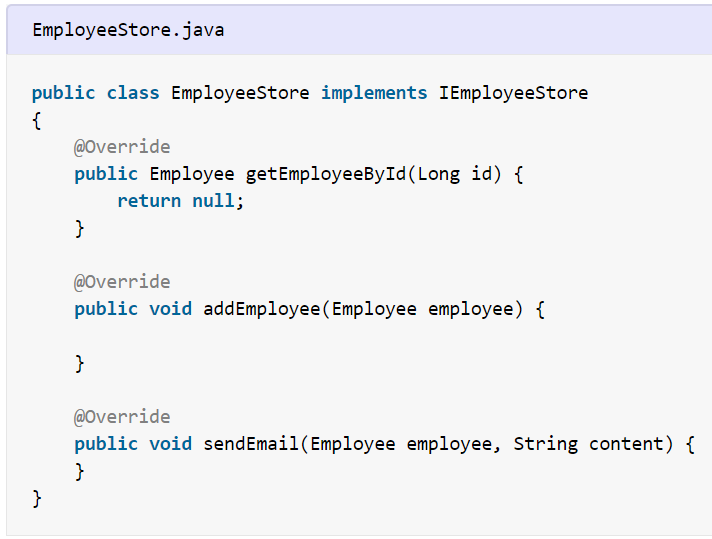 EmployeeStore.java
public class EmployeeStore implements IEmployeeStore
{
    @Override
    public Employee getEmployeeById(Long id) {
        return null;
    }
    @Override
    public void addEmployee(Employee employee) {
    }
    @Override
    public void sendEmail(Employee employee, String content) {
    }
}